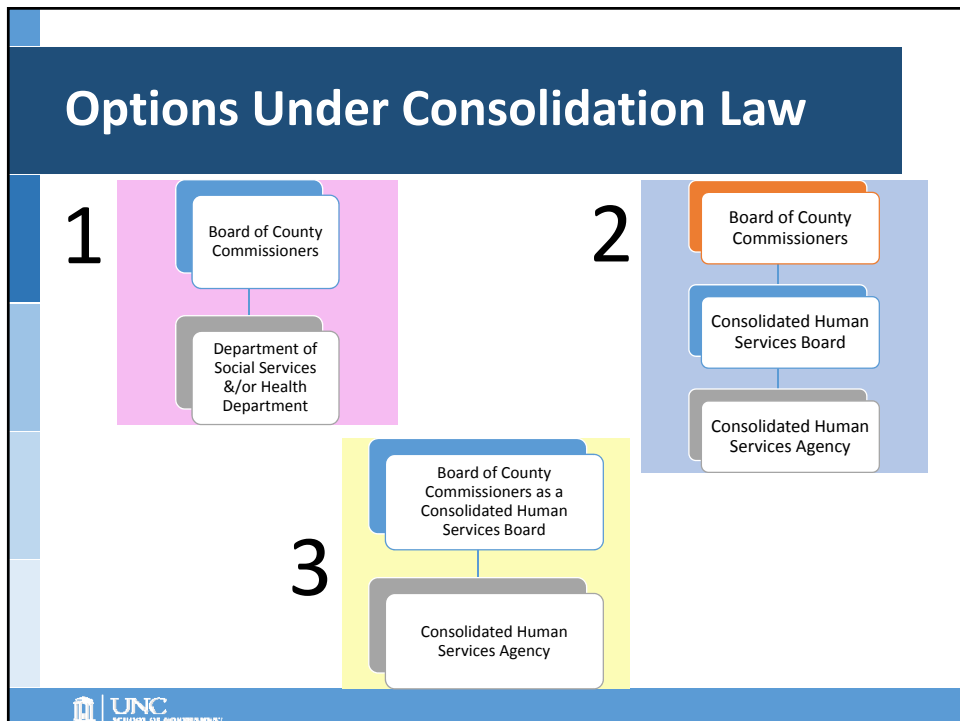 Options Under Consolidation Law
1
Board of County
Commissioners
Department of
Social Services
&/or Health
Department
2
Board of County
Commissioners
Consolidated Human
Services Board
Consolidated Human
Services Agency
3
Board of County
Commissioners as a
Consolidated Human
Services Board
Consolidated Human
Services Agency
UNC